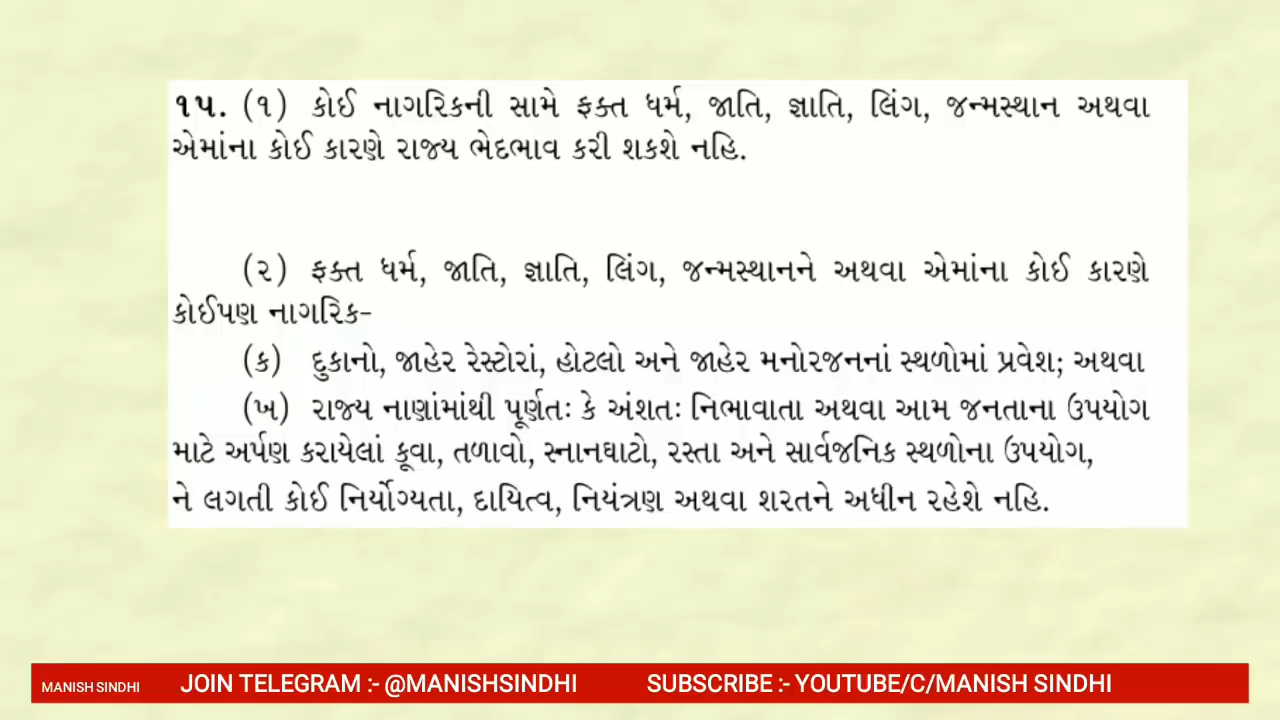 ૧૫. (૧) કોઈ નાગરિકની સામે ફક્ત ધર્મ, જાતિ, જ્ઞાતિ, લિંગ, જન્મસ્થાન અથવા
એમાંના કોઈ કારણે રાજ્ય ભેદભાવ કરી શકશે નહિ.
(૨) ફક્ત ધર્મ, જાતિ, જ્ઞાતિ, લિંગ, જન્મસ્થાનને અથવા એમાંના કોઈ કારણે
કોઈપણ નાગરિક-
(ક) દુકાનો, જાહેર રેસ્ટોરાં, હોટલો અને જાહેર મનોરજનનાં સ્થળોમાં પ્રવેશ; અથવા
(ખ) રાજ્ય નાણાંમાંથી પૂર્ણતઃ કે અંશતઃ નિભાવાતા અથવા આમ જનતાના ઉપયોગ
માટે અર્પણ કરાયેલાં કૂવા, તળાવો, સ્નાનઘાટો, રસ્તા અને સાર્વજનિક સ્થળોના ઉપયોગ,
ને લગતી કોઈ નિર્યોગ્યતા, દાયિત્વ, નિયંત્રણ અથવા શરતને અધીન રહેશે નહિ.
MANISH SINDHI JOIN TELEGRAM :- @MANISHSINDHI SUBSCRIBE :- YOUTUBE/C/MANISH SINDHI